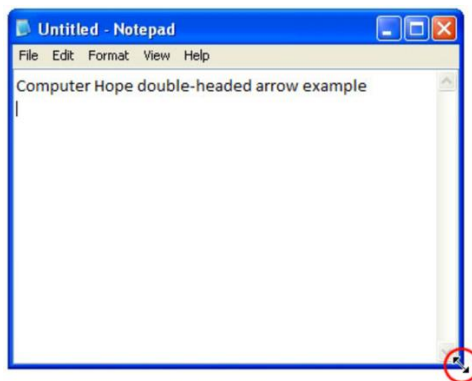 Untitled - Notepad
File Edit Format View Help
Computer Hope double-headed arrow example